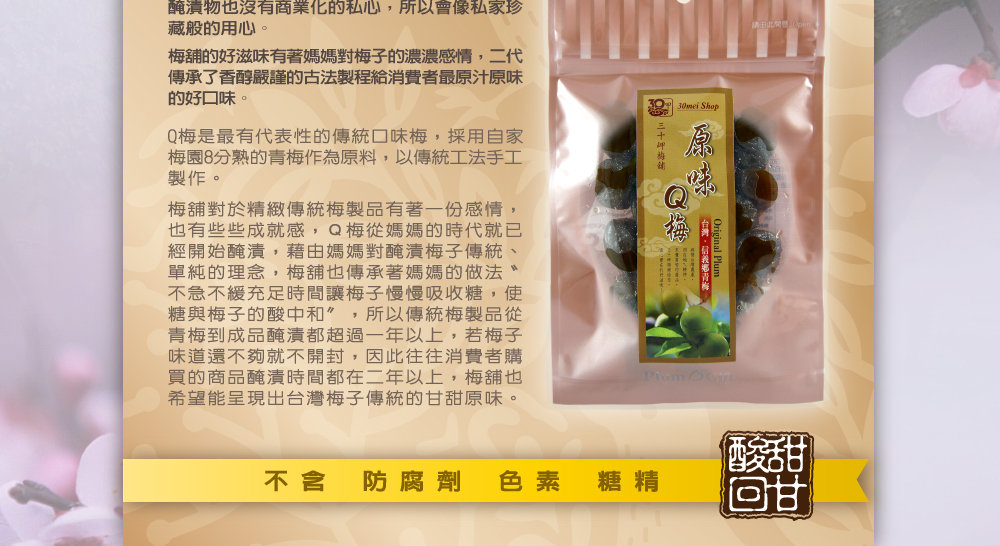 醃漬物也沒有商業化的私心，所以會像私家珍
藏般的用心。
梅舖的好滋味有著媽媽對梅子的濃濃感情，二代
傳承了香醇嚴謹的古法製程給消費者最原汁原味
的好口味。
Q梅是最有代表性的傳統口味梅，採用自家
梅園8分熟的青梅作為原料，以傳統工法手工
製作。
梅舖對於精緻傳統梅製品有著一份感情，
也有些些成就感，Q梅從媽媽的時代就已
經開始醃漬，藉由媽媽對醃漬梅子傳統、
單純的理念，梅舖也傳承著媽媽的做法〝
不急不緩充足時間讓梅子慢慢吸收糖，使
糖與梅子的酸中和〞，所以傳統梅製品從
青梅到成品醃漬都超過一年以上，若梅子
味道還不夠就不開封，因此往往消費者購
買的商品醃漬時間都在二年以上，梅舖也
希望能呈現出台灣梅子傳統的甘甜原味。
30mei Shop
三十岬梅舖
原味Q梅
Original Plum
台灣·信義鄉青梅
不含 防腐劑 色素 糖精
酸甜
回甘